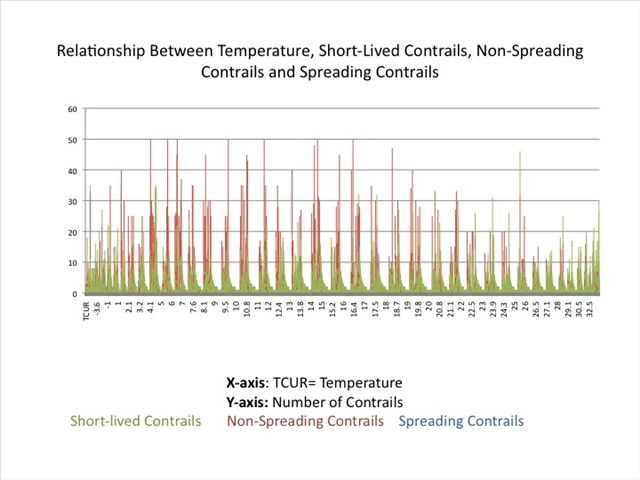 Relationship Between Temperature, Short-Lived Contrails, Non-Spreading
Contrails and Spreading Contrails
60
50
40
30
20
10
0
TCUR -3.6 -1 1 2.1 3.2 4.1 5 6 7 7.6 8.1 9 9.5 10 10.8 11 12 12.4 13 13.8 14 15 15.2 16 16.4 17 17.5 18 18.7 19 19.8 20 20.8 21.1 22 22.5 23 23.9 24.3 25 26 26.5 27.1 28 29.1 30.5 32.5
X-axis: TCUR= Temperature
Y-axis: Number of Contrails
Short-lived Contrails Non-Spreading Contrails Spreading Contrails